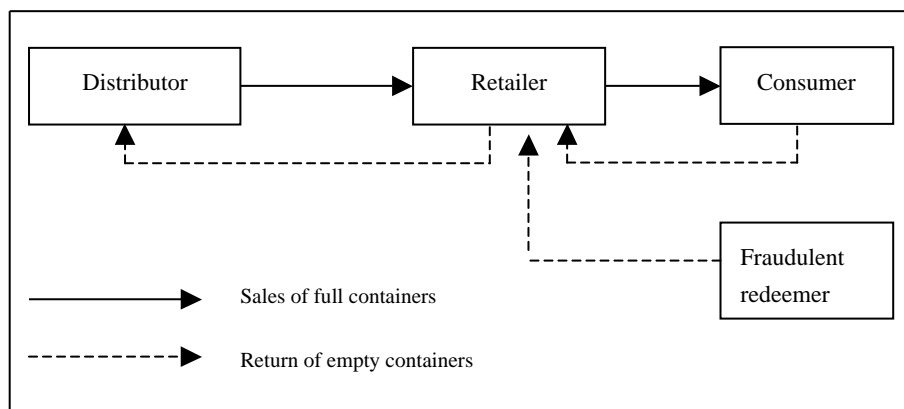 Distributor
Retailer
Consumer
Fraudulent
redeemer
Sales of full containers
Return of empty containers